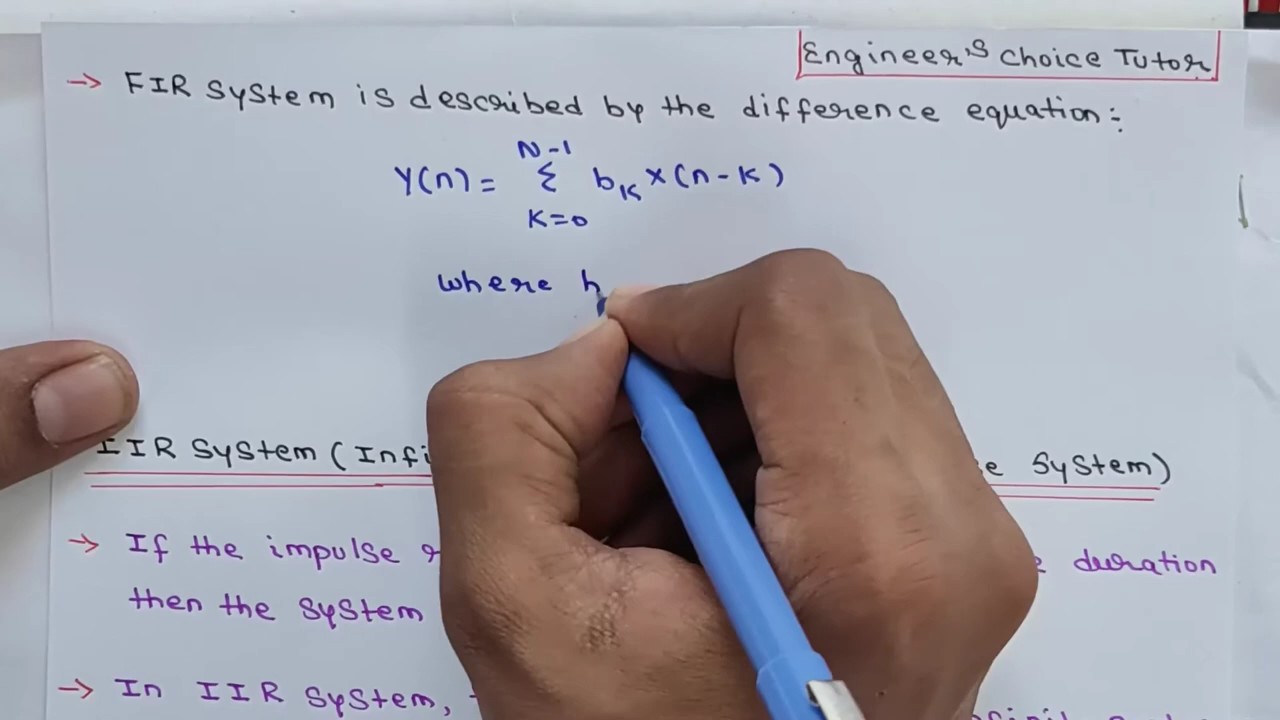 Engineer's Choice Tutor
→ FIR System is described by the difference equation:
N-1
Y(n) = Σ bK x(n-K)
K=0
where
IIR System (Infi System)
→ If the impulse duration
then the System
→ In IIR System,